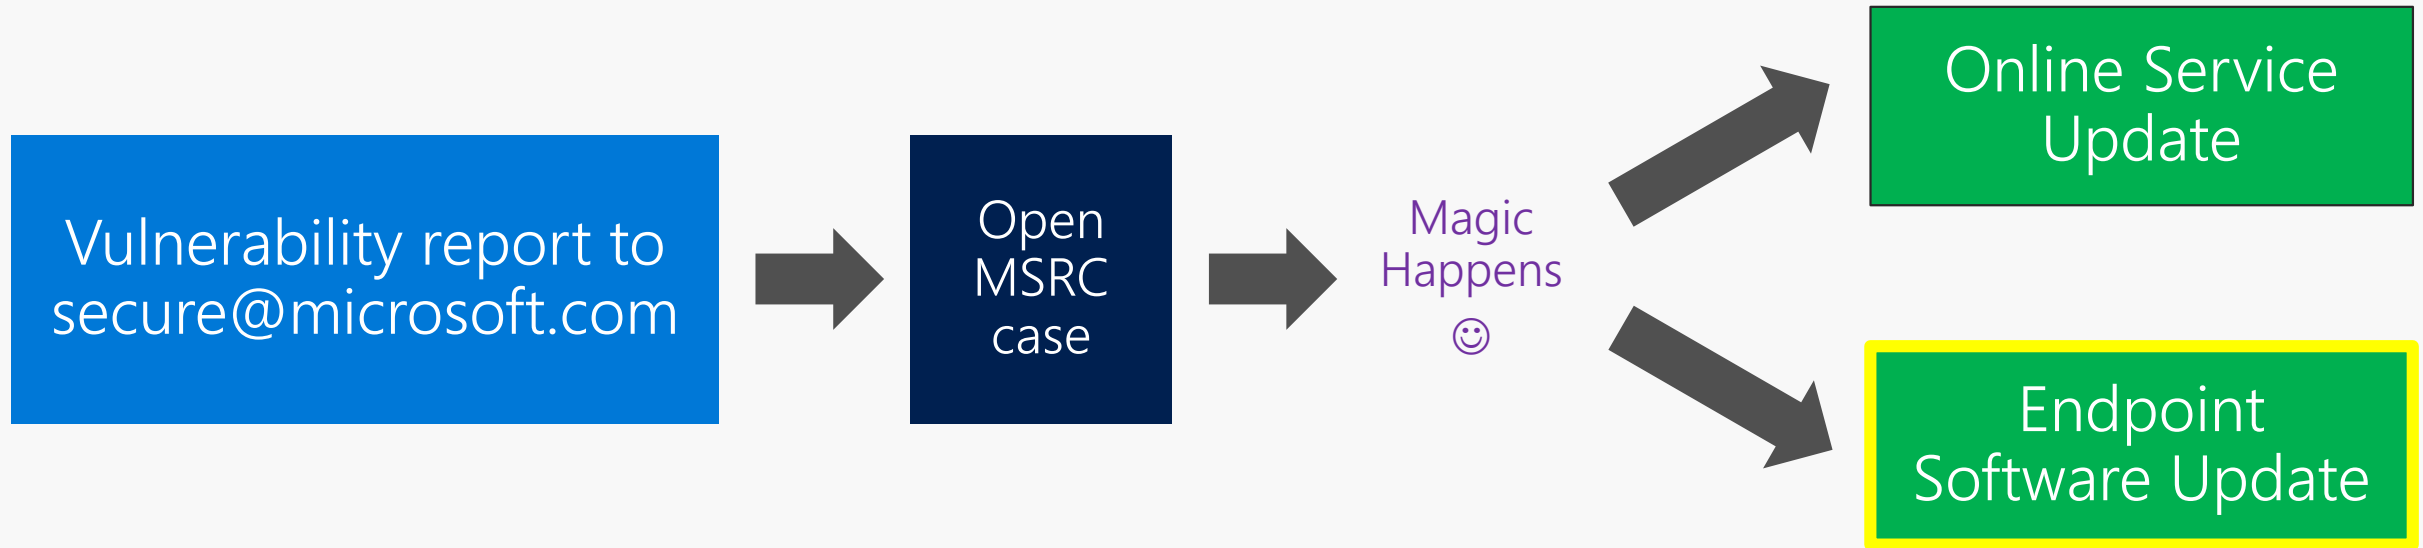 Vulnerability report to
secure@microsoft.com
Open
MSRC
case
Magic
Happens
☺
Online Service
Update
Endpoint
Software Update